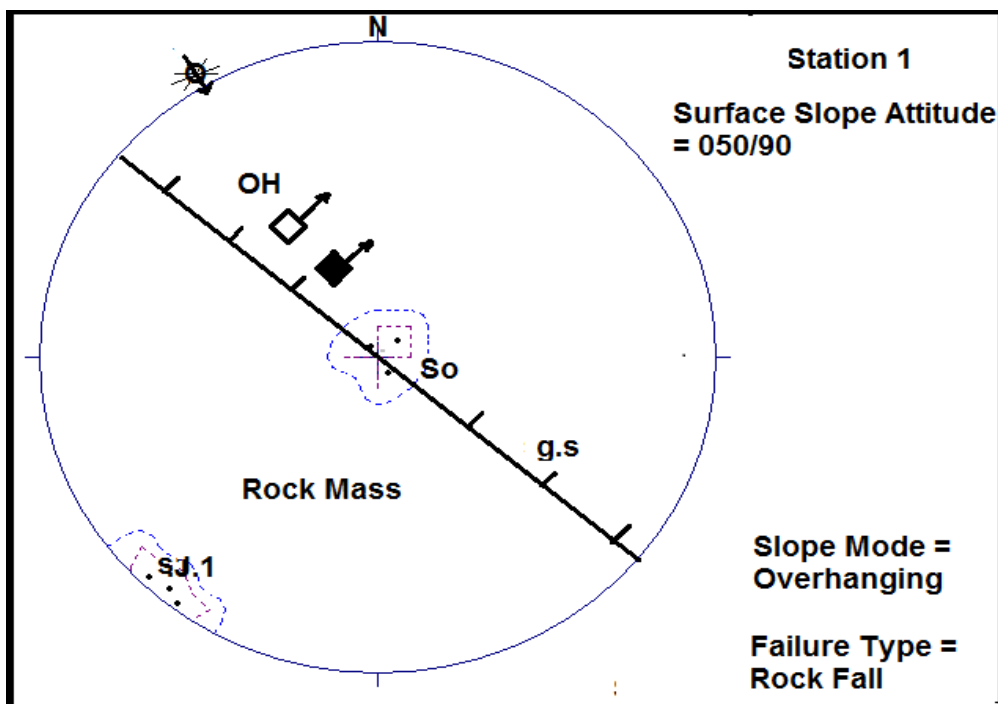 N
Station 1
Surface Slope Attitude
= 050/90
OH
So
g.s
Rock Mass
sJ.1
Slope Mode =
Overhanging
Failure Type =
Rock Fall